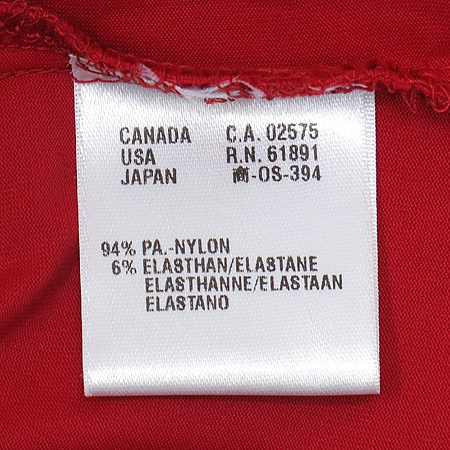 CANADA C.A. 02575
USA R.N. 61891
JAPAN 商-OS-394
94% PA.-NYLON
6% ELASTHAN/ELASTANE
ELASTHANNE/ELASTAAN
ELASTANO